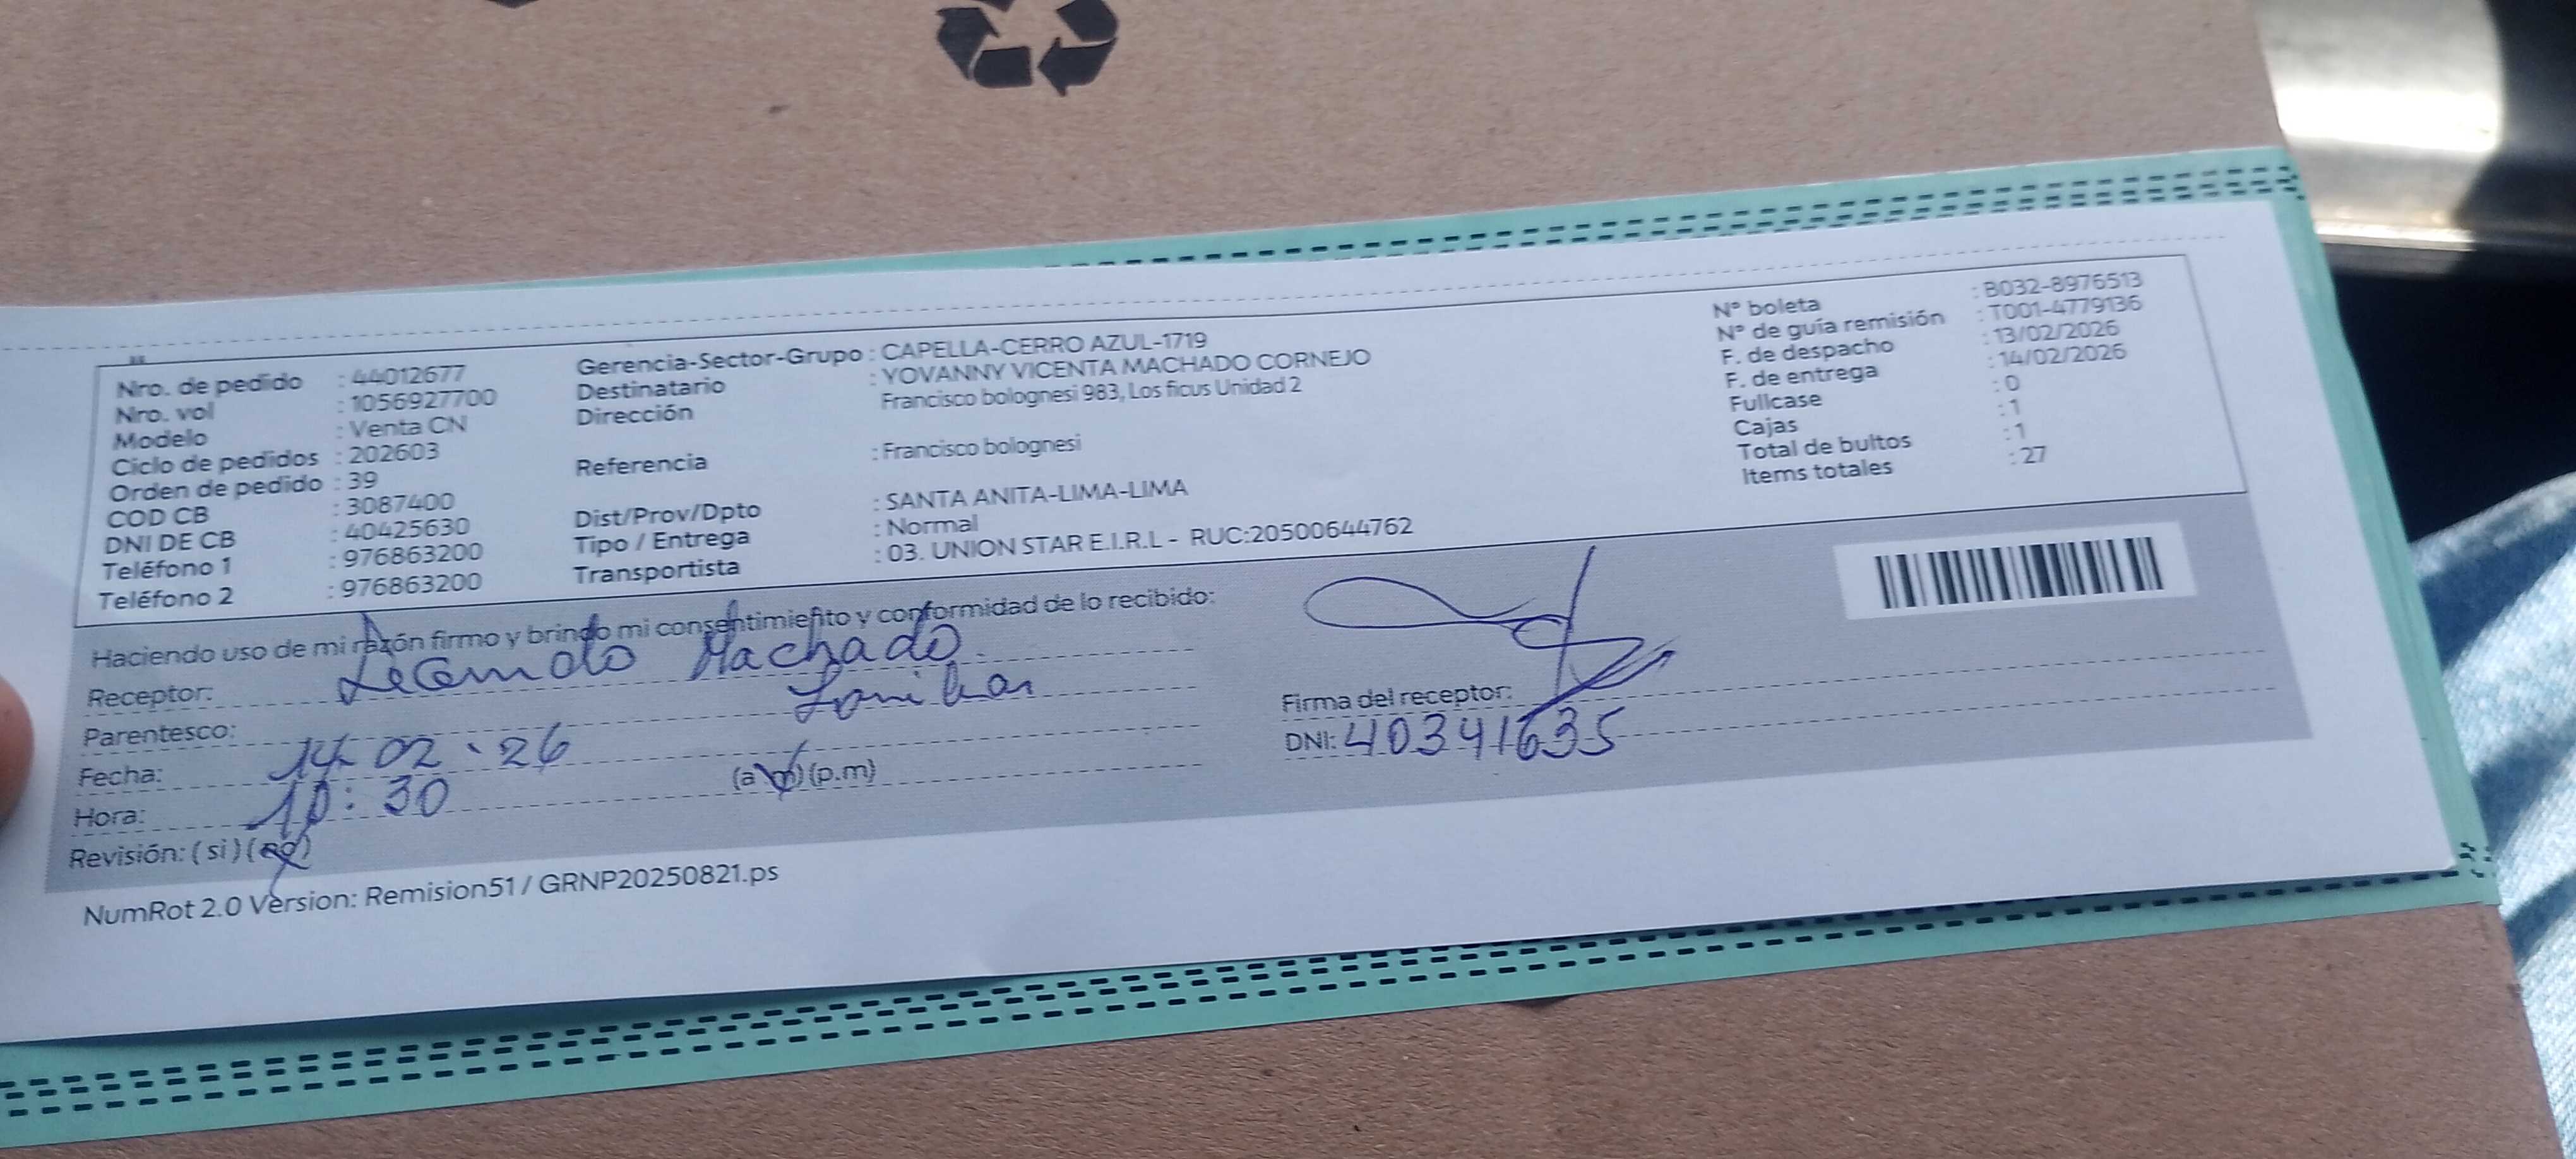 Nro. de pedido : 44012677
Nro. vol : 1056927700
Modelo : Venta CN
Ciclo de pedidos : 202603
Orden de pedido : 39
COD CB : 3087400
DNI DE CB : 40425630
Teléfono 1 : 976863200
Teléfono 2 : 976863200
Gerencia-Sector-Grupo : CAPELLA-CERRO AZUL-1719
Destinatario : YOVANNY VICENTA MACHADO CORNEJO
Dirección Francisco bolognesi 983, Los ficus Unidad 2
Referencia : Francisco bolognesi
Dist/Prov/Dpto : SANTA ANITA-LIMA-LIMA
Tipo / Entrega : Normal
Transportista : 03. UNION STAR E.I.R.L - RUC:20500644762
N° boleta : B032-8976513
N° de guía remisión : T001-4779136
F. de despacho : 13/02/2026
F. de entrega : 14/02/2026
Fullcase : 0
Cajas : 1
Total de bultos : 1
Items totales : 27
Haciendo uso de mi razón firmo y brindo mi consentimiento y conformidad de lo recibido:
Receptor: Machado
Parentesco:
Fecha: 14-02-26
Hora: 10:30 (a.m) (p.m)
Revisión: ( si ) ( no )
Firma del receptor:
DNI: 40341635
NumRot 2.0 Version: Remision51 / GRNP20250821.ps